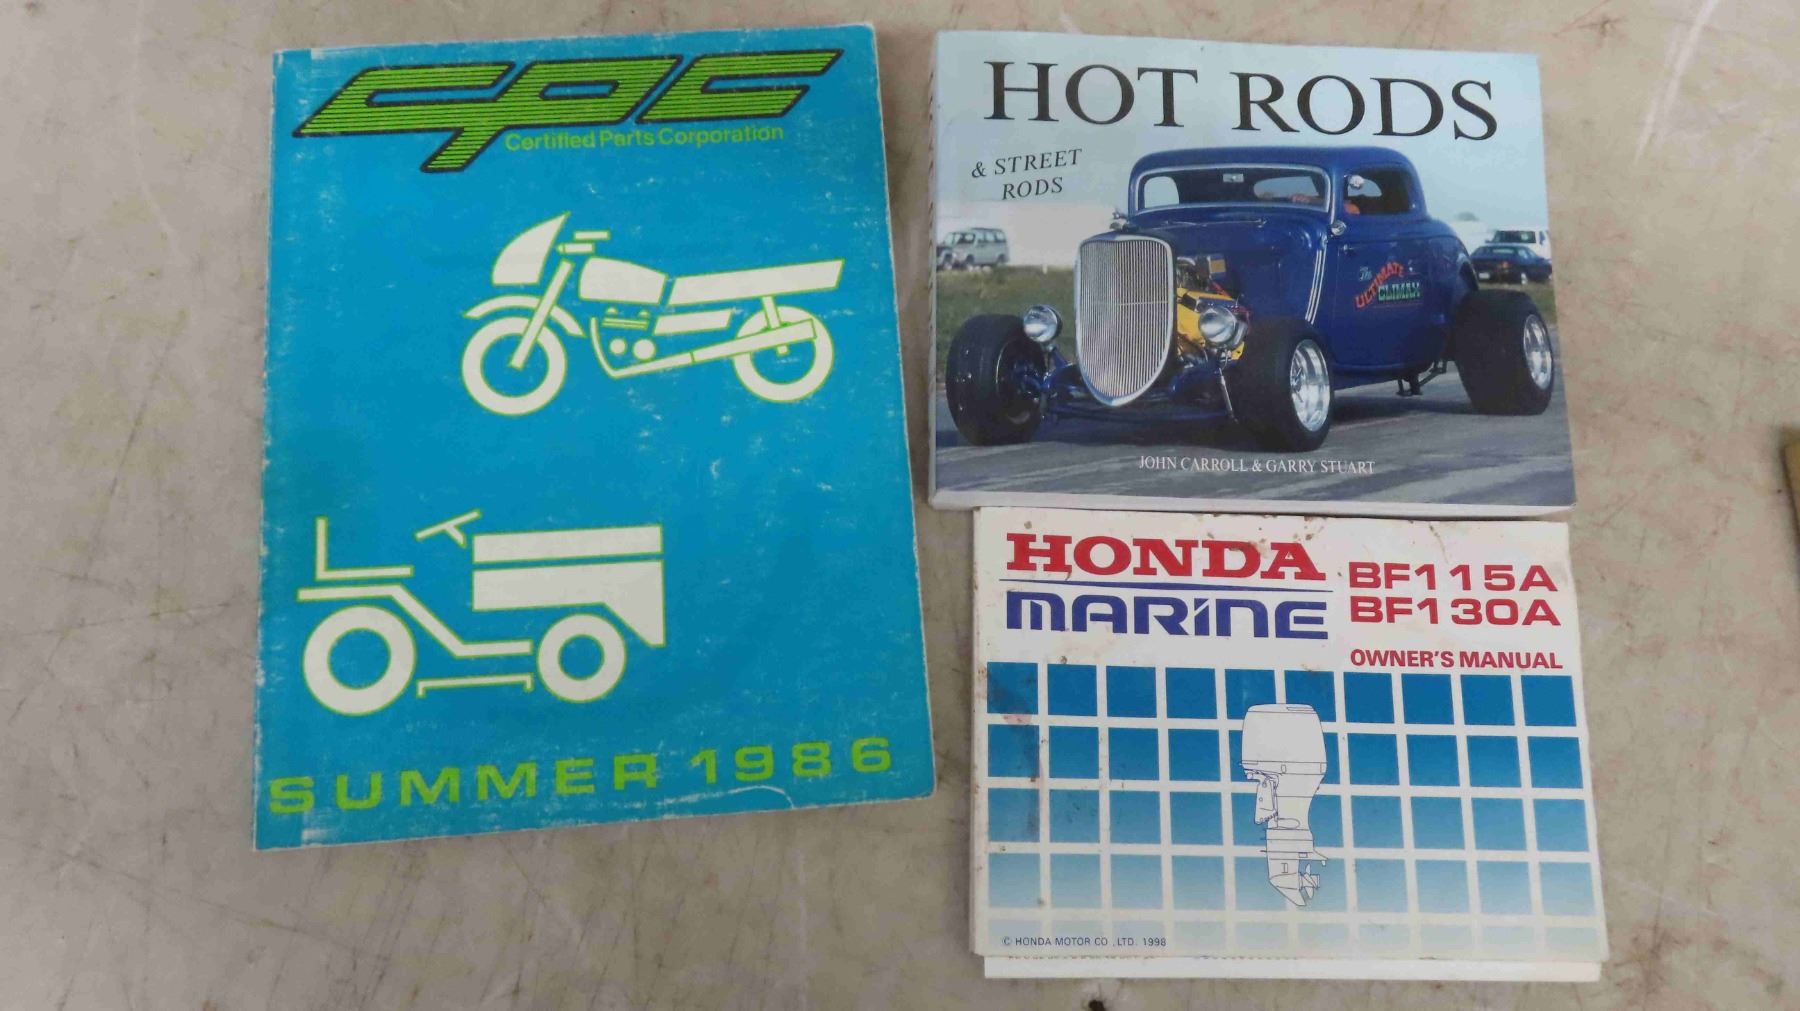 CPC
Certified Parts Corporation
SUMMER 1986
HOT RODS
& STREET
RODS
The
ULTIMATE
CLIMAX
JOHN CARROLL & GARRY STUART
HONDA
MARINE
BF115A
BF130A
OWNER'S MANUAL
© HONDA MOTOR CO.,LTD. 1998